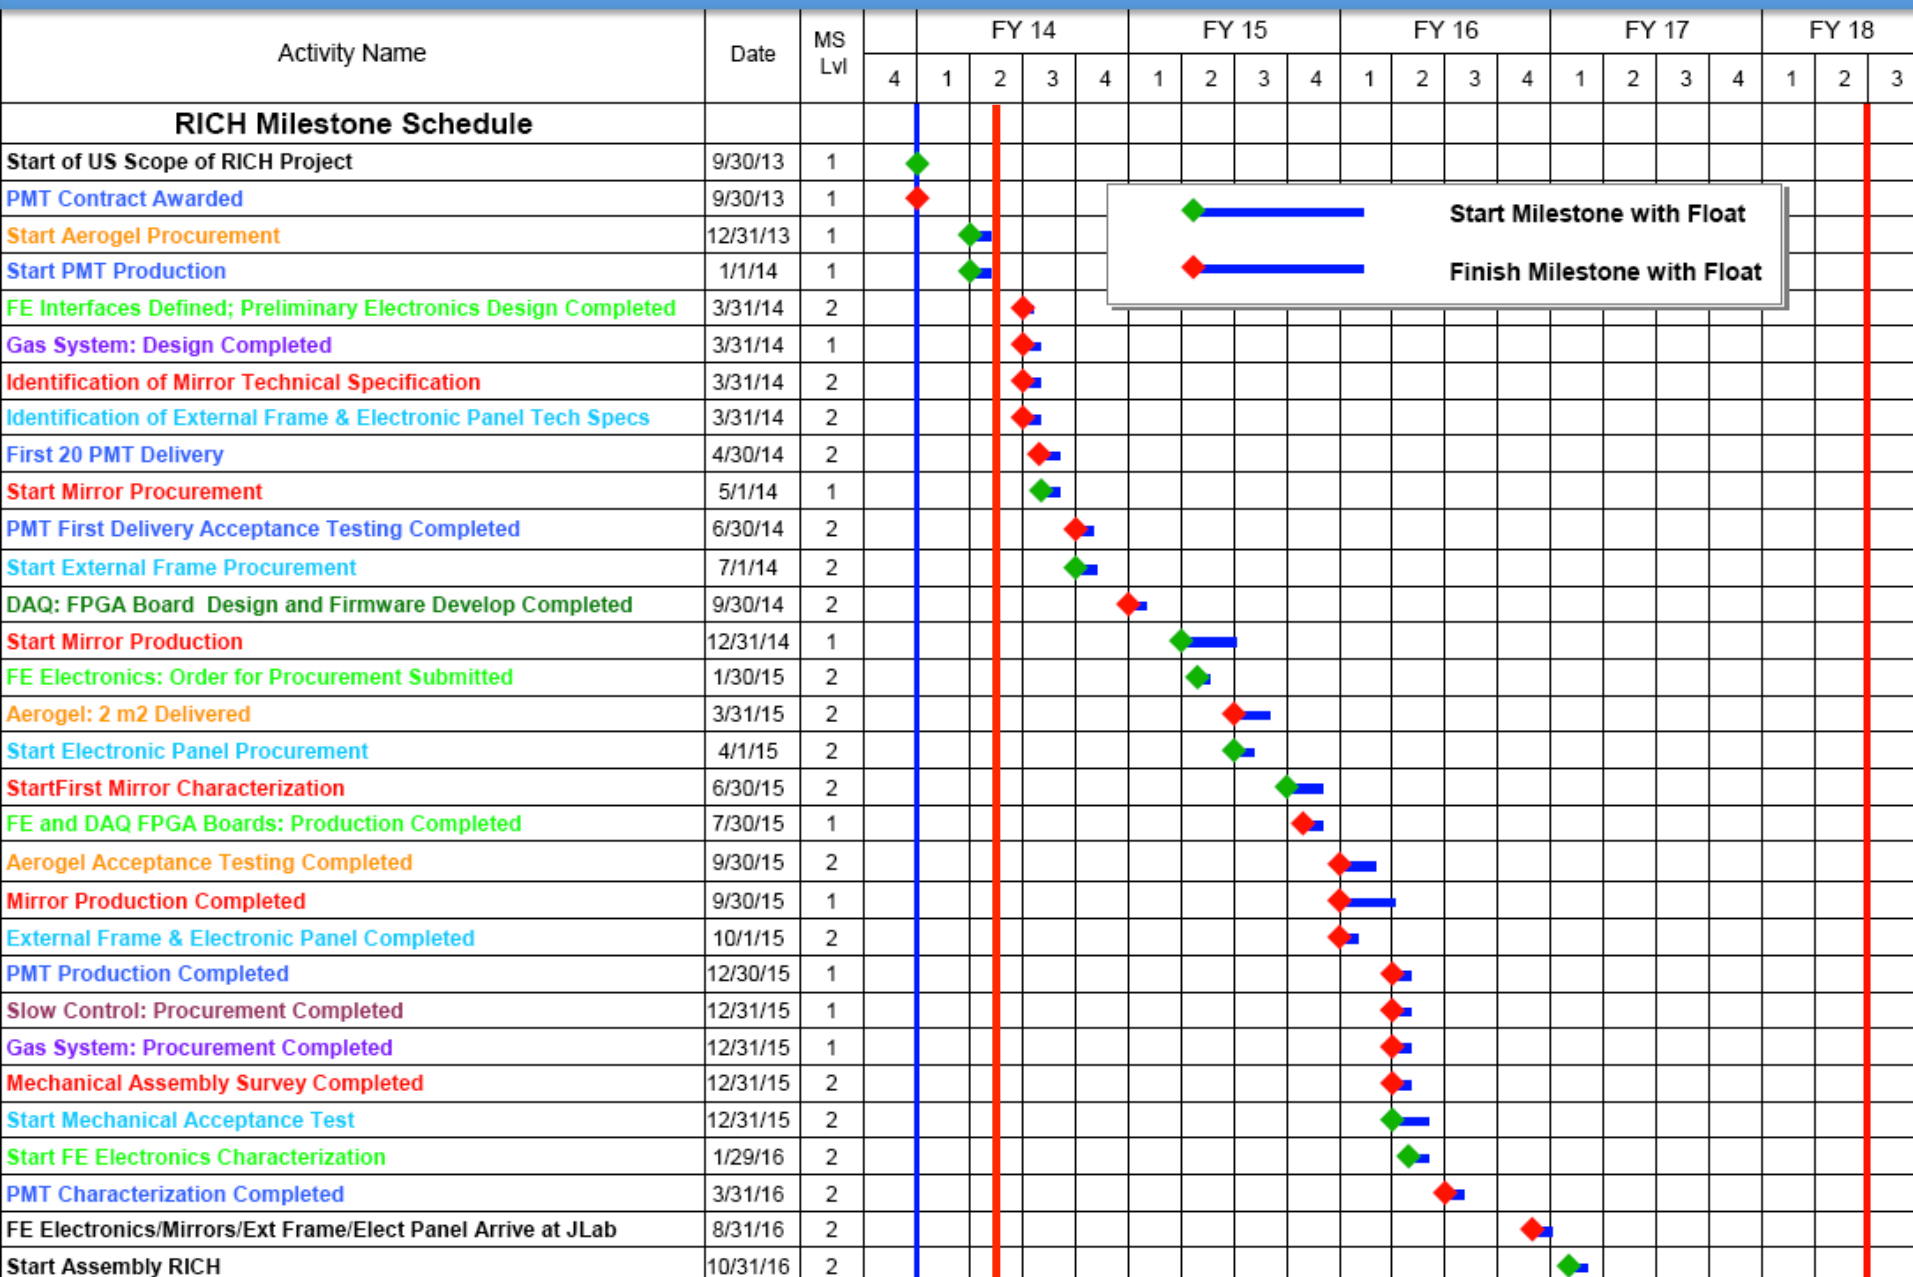 Activity Name Date MS Lvl FY 14 FY 15 FY 16 FY 17 FY 18
4 1 2 3 4 1 2 3 4 1 2 3 4 1 2 3 4 1 2 3
RICH Milestone Schedule
Start of US Scope of RICH Project 9/30/13 1
PMT Contract Awarded 9/30/13 1
Start Aerogel Procurement 12/31/13 1
Start Milestone with Float
Start PMT Production 1/1/14 1
Finish Milestone with Float
FE Interfaces Defined; Preliminary Electronics Design Completed 3/31/14 2
Gas System: Design Completed 3/31/14 1
Identification of Mirror Technical Specification 3/31/14 2
Identification of External Frame & Electronic Panel Tech Specs 3/31/14 2
First 20 PMT Delivery 4/30/14 2
Start Mirror Procurement 5/1/14 1
PMT First Delivery Acceptance Testing Completed 6/30/14 2
Start External Frame Procurement 7/1/14 2
DAQ: FPGA Board Design and Firmware Develop Completed 9/30/14 2
Start Mirror Production 12/31/14 1
FE Electronics: Order for Procurement Submitted 1/30/15 2
Aerogel: 2 m2 Delivered 3/31/15 2
Start Electronic Panel Procurement 4/1/15 2
StartFirst Mirror Characterization 6/30/15 2
FE and DAQ FPGA Boards: Production Completed 7/30/15 1
Aerogel Acceptance Testing Completed 9/30/15 2
Mirror Production Completed 9/30/15 1
External Frame & Electronic Panel Completed 10/1/15 2
PMT Production Completed 12/30/15 1
Slow Control: Procurement Completed 12/31/15 1
Gas System: Procurement Completed 12/31/15 1
Mechanical Assembly Survey Completed 12/31/15 2
Start Mechanical Acceptance Test 12/31/15 2
Start FE Electronics Characterization 1/29/16 2
PMT Characterization Completed 3/31/16 2
FE Electronics/Mirrors/Ext Frame/Elect Panel Arrive at JLab 8/31/16 2
Start Assembly RICH 10/31/16 2